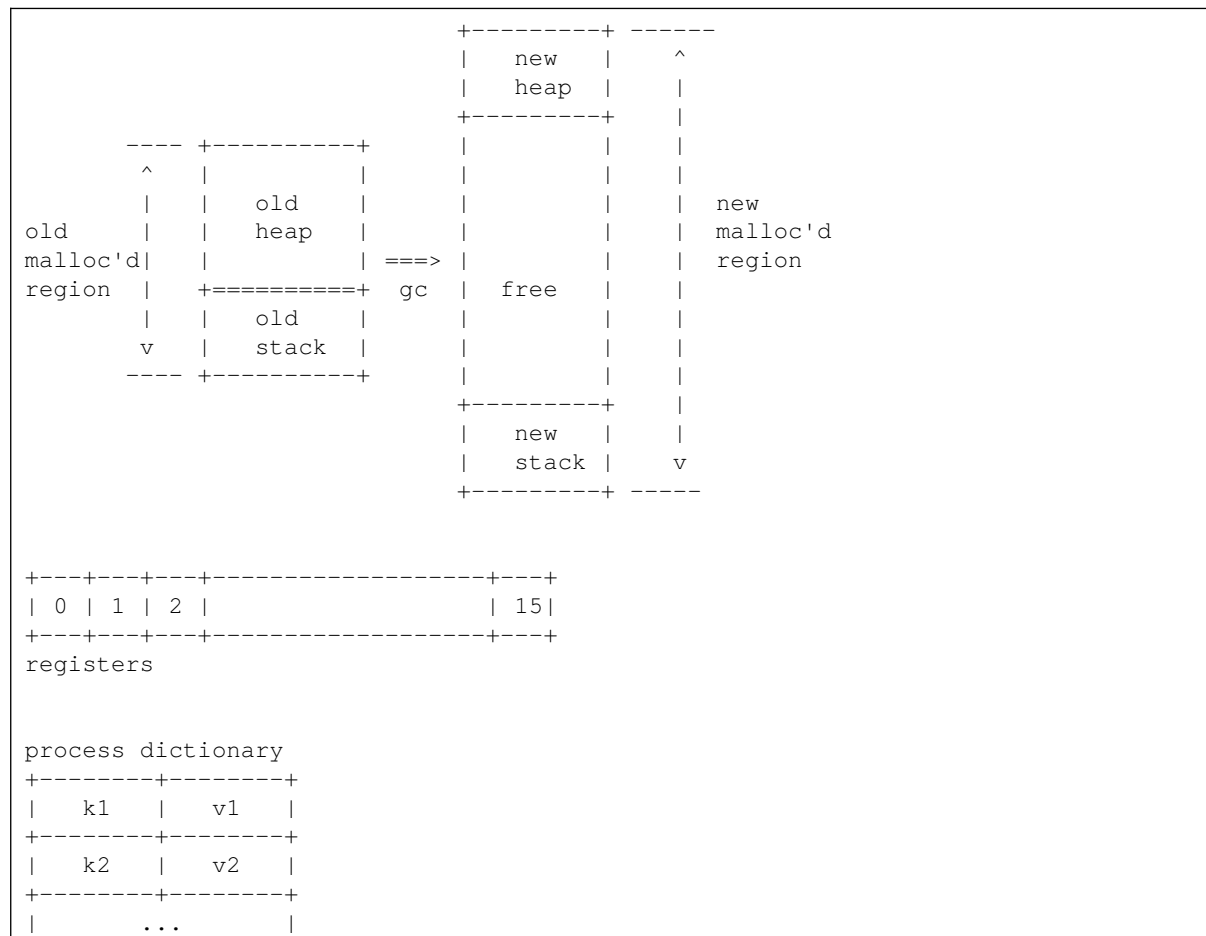 +---------+ ------
                              |   new   |    ^
                              |   heap  |    |
                              +---------+    |
       ---- +----------+      |         |    |
        ^   |          |      |         |    |
        |   |   old    |      |         |    |  new
old     |   |   heap   |      |         |    |  malloc'd
malloc'd|   |          | ===> |         |    |  region
region  |   +==========+  gc  |  free   |    |
        |   |   old    |      |         |    |
        v   |   stack  |      |         |    |
       ---- +----------+      |         |    |
                              +---------+    |
                              |   new   |    |
                              |   stack |    v
                              +---------+ -----
+---+---+---+-------------------+---+
| 0 | 1 | 2 |                   | 15|
+---+---+---+-------------------+---+
registers
process dictionary
+--------+--------+
|   k1   |   v1   |
+--------+--------+
|   k2   |   v2   |
+--------+--------+
|       ...       |